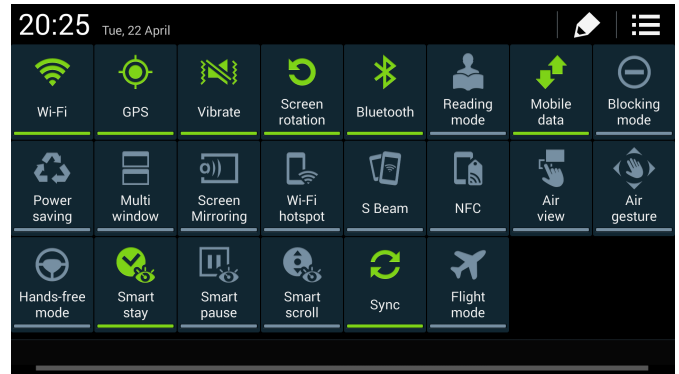 20:25 Tue, 22 April
Wi-Fi
GPS
Vibrate
Screen
rotation
Bluetooth
Reading
mode
Mobile
data
Blocking
mode
Power
saving
Multi
window
Screen
Mirroring
Wi-Fi
hotspot
S Beam
NFC
Air
view
Air
gesture
Hands-free
mode
Smart
stay
Smart
pause
Smart
scroll
Sync
Flight
mode